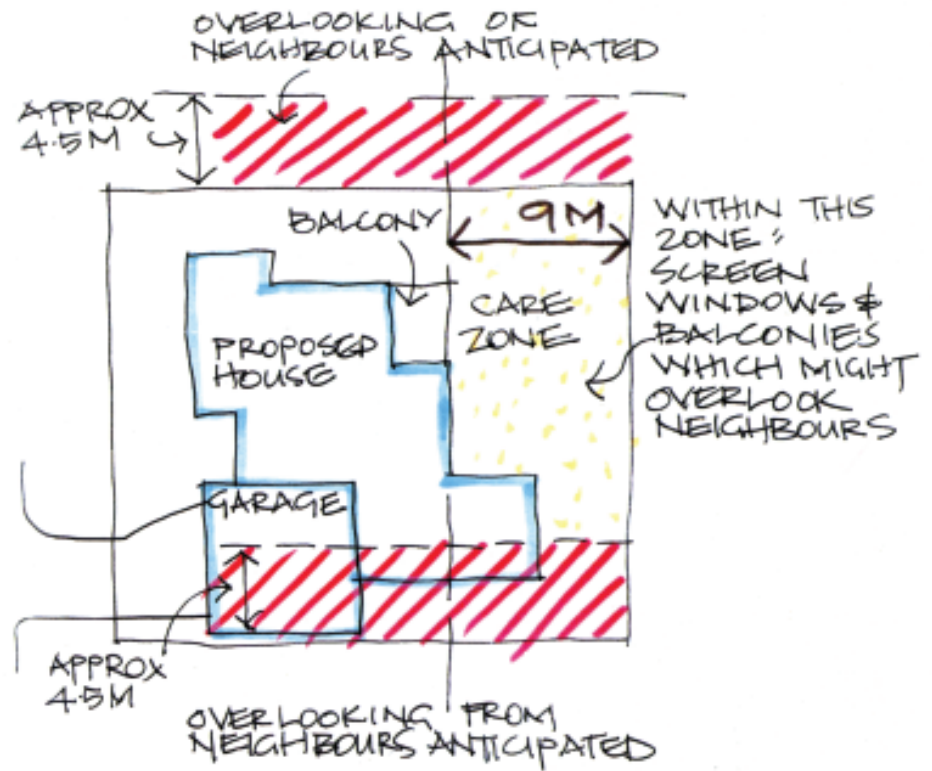 OVERLOOKING OF
NEIGHBOURS ANTICIPATED
APPROX
4.5M
BALCONY
9M
WITHIN THIS
ZONE:
SCREEN
WINDOWS &
BALCONIES
WHICH MIGHT
OVERLOOK
NEIGHBOURS
CARE
ZONE
PROPOSED
HOUSE
GARAGE
APPROX
4.5M
OVERLOOKING FROM
NEIGHBOURS ANTICIPATED